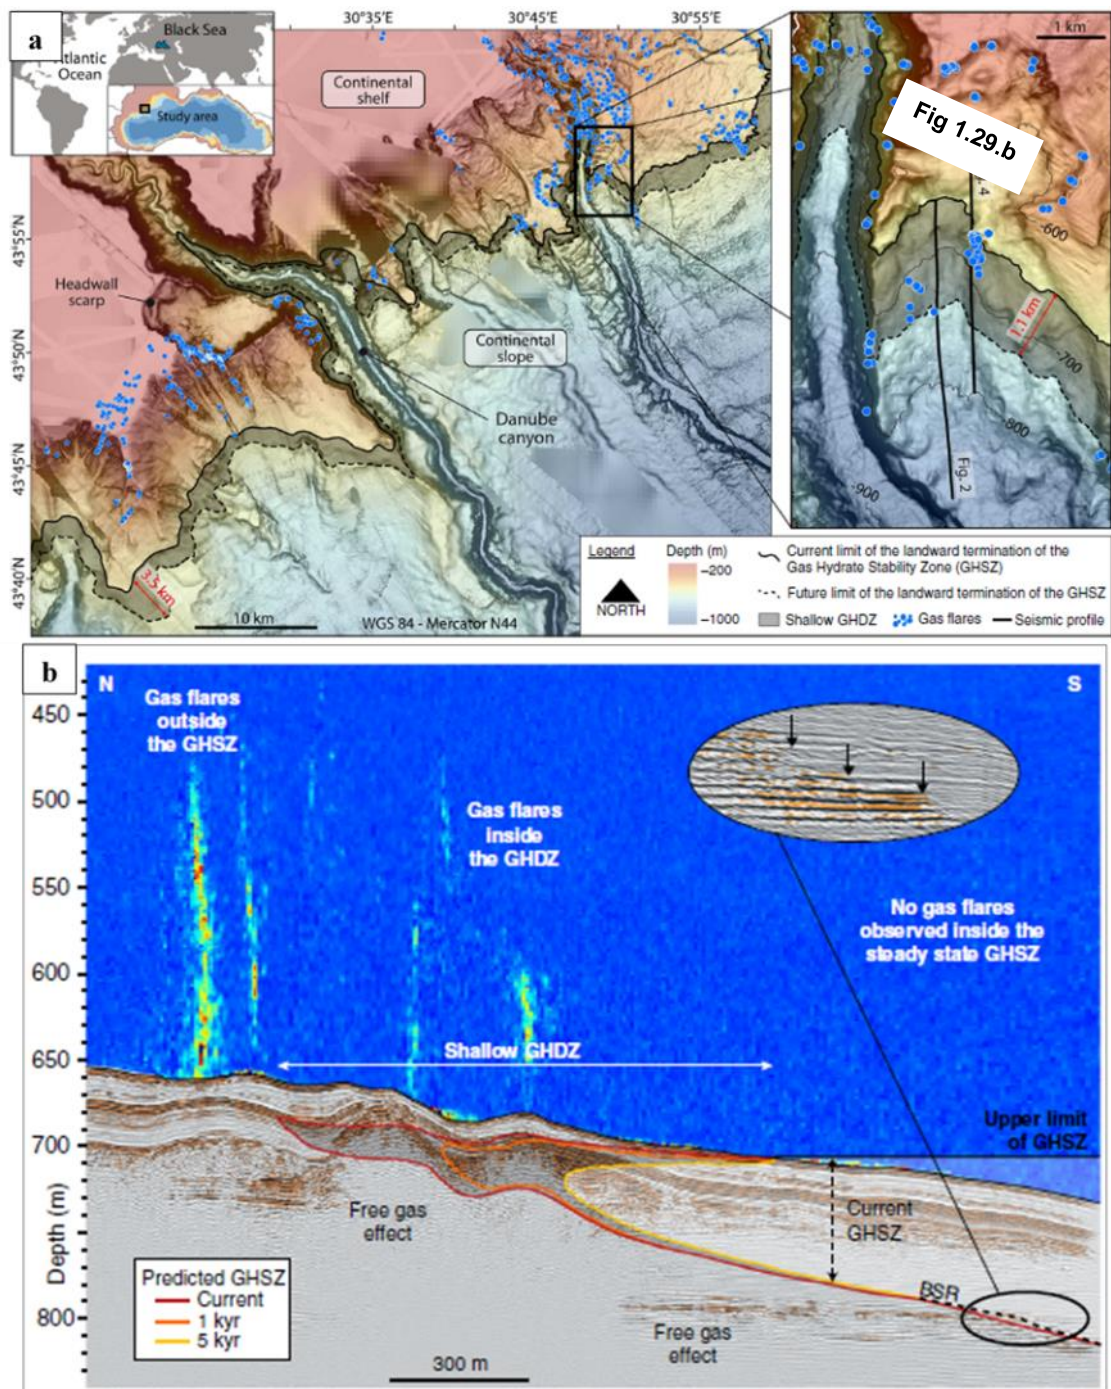 a
Black Sea
Atlantic
Ocean
Study area
30°35'E
30°45'E
30°55'E
1 km
Continental
shelf
Fig 1.29.b
4
-600
43°55'N
Headwall
scarp
1.1 km
43°50'N
Continental
slope
-700
Danube
canyon
-800
43°45'N
Fig. 2
-900
3.5 km
43°40'N
10 km
WGS 84 - Mercator N44
Legend
NORTH
Depth (m)
−200
−1000
Current limit of the landward termination of the
Gas Hydrate Stability Zone (GHSZ)
Future limit of the landward termination of the GHSZ
Shallow GHDZ
Gas flares
Seismic profile
b
N
S
Gas flares
outside
the GHSZ
Gas flares
inside
the GHDZ
No gas flares
observed inside the
steady state GHSZ
Shallow GHDZ
Upper limit
of GHSZ
Current
GHSZ
Free gas
effect
BSR
Free gas
effect
Depth (m)
450
500
550
600
650
700
800
Predicted GHSZ
Current
1 kyr
5 kyr
300 m